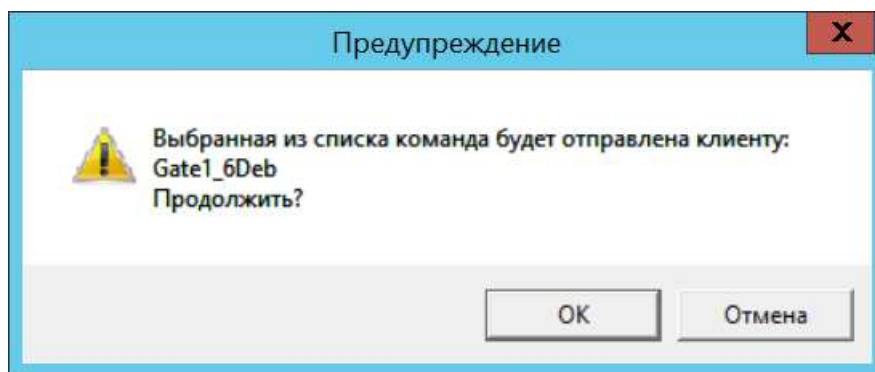 Предупреждение
X
Выбранная из списка команда будет отправлена клиенту:
Gate1_6Deb
Продолжить?
OK
Отмена